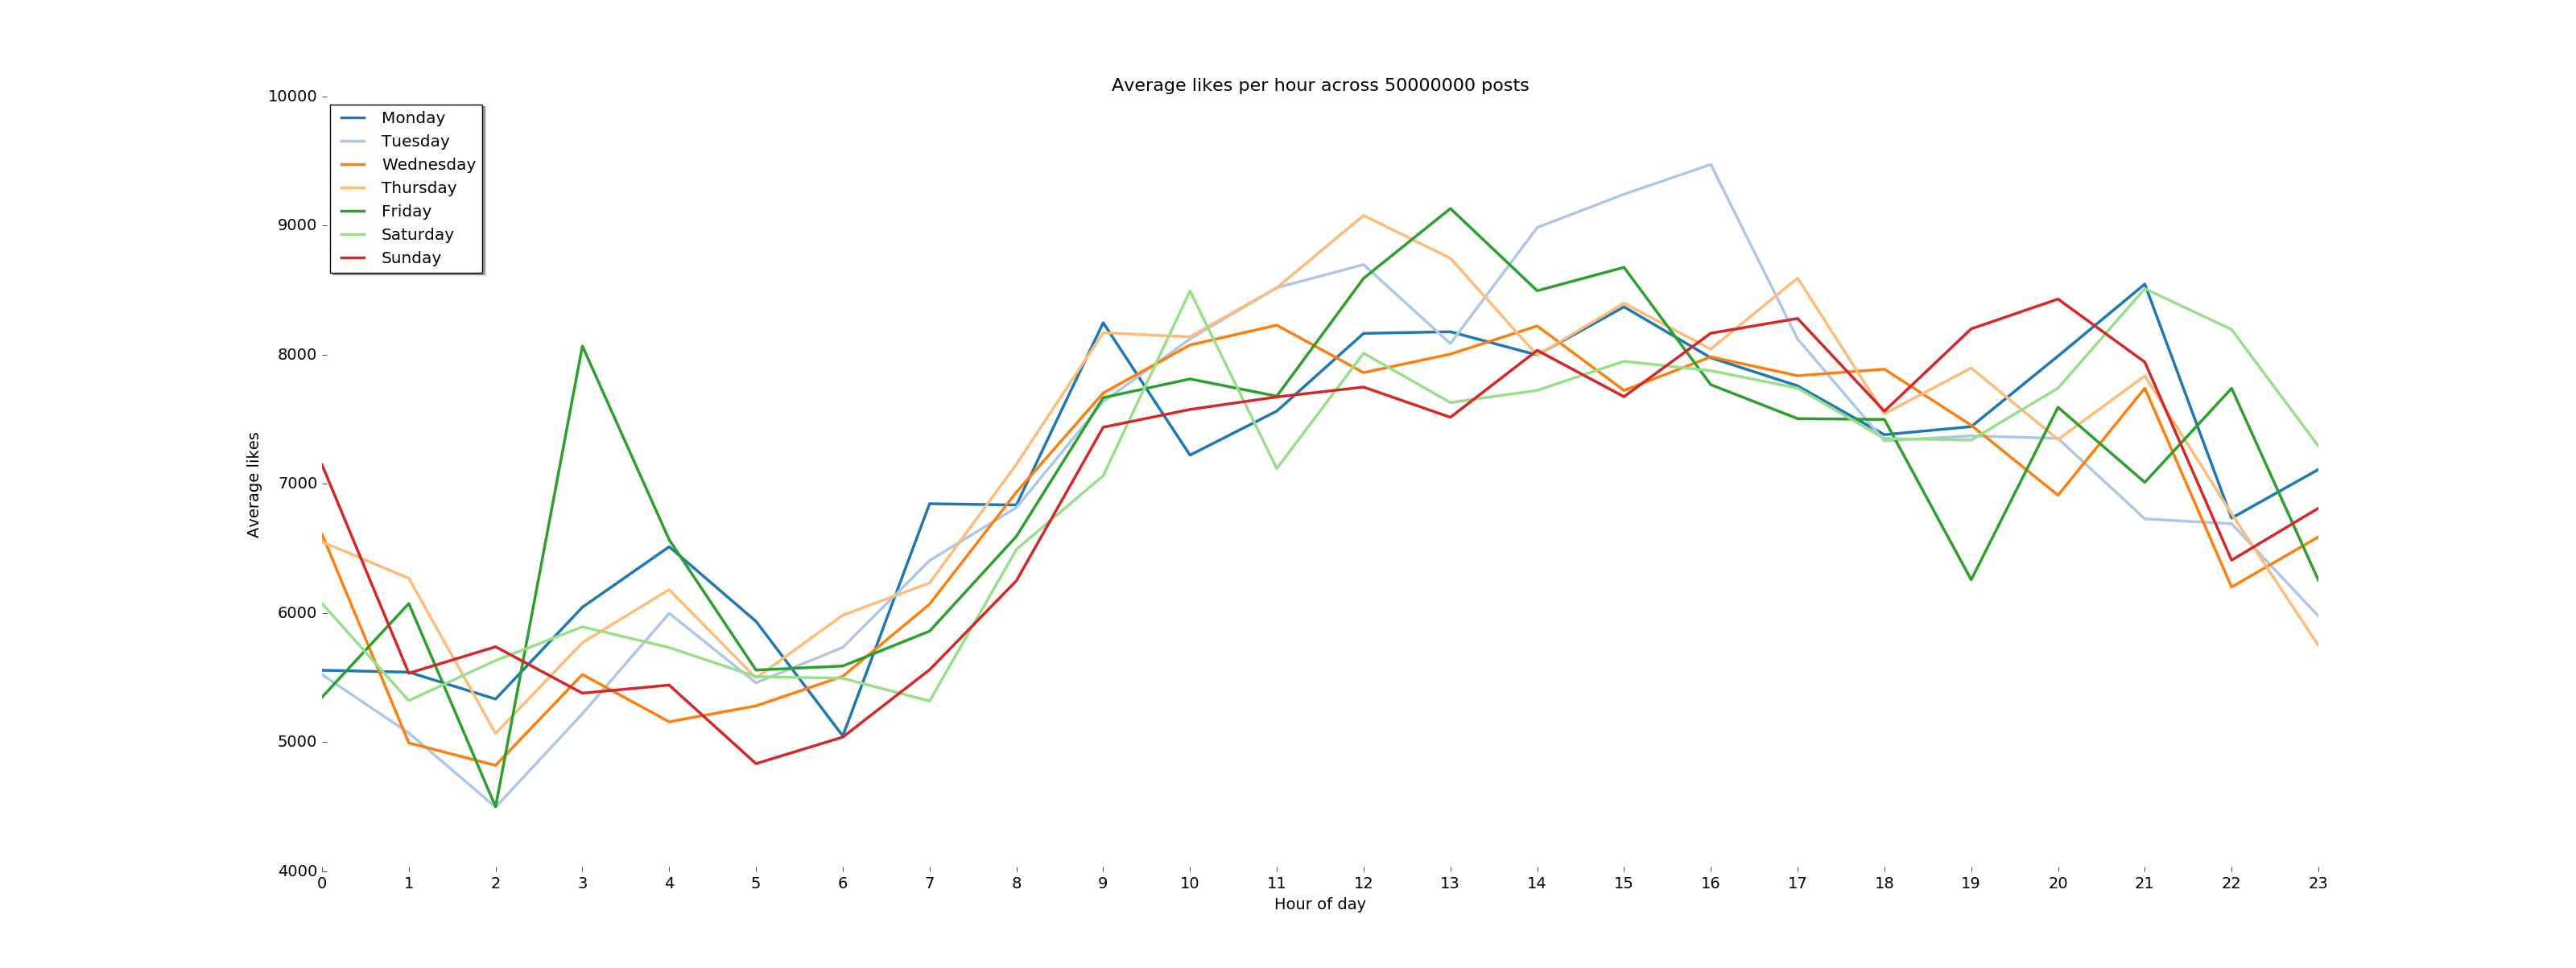 Average likes per hour across 50000000 posts
10000
9000
8000
7000
6000
5000
4000
Average likes
Monday
Tuesday
Wednesday
Thursday
Friday
Saturday
Sunday
0 1 2 3 4 5 6 7 8 9 10 11 12 13 14 15 16 17 18 19 20 21 22 23
Hour of day